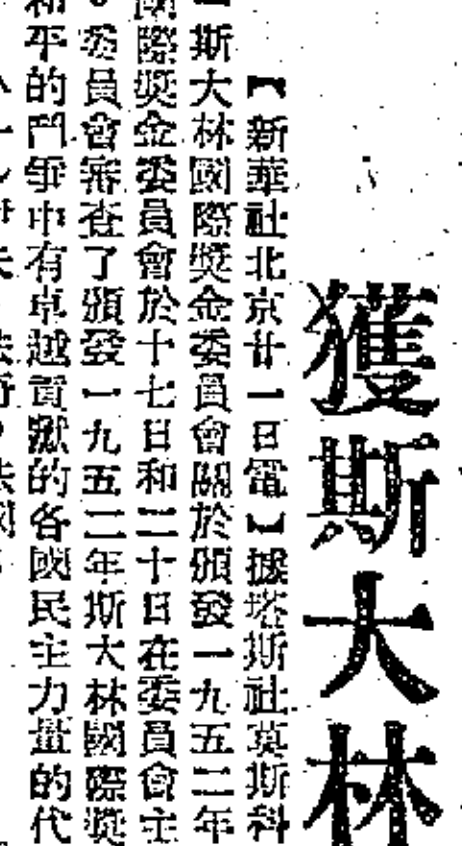 獲斯大林
【新華社北京廿一日電】據塔斯社莫斯科
斯大林國際獎金委員會關於頒發一九五二年
國際獎金委員會於十七日和二十日在委員會主
委員會審查了頒發一九五二年斯大林國際獎
和平的鬥爭中有卓越貢獻的各國民主力量的代